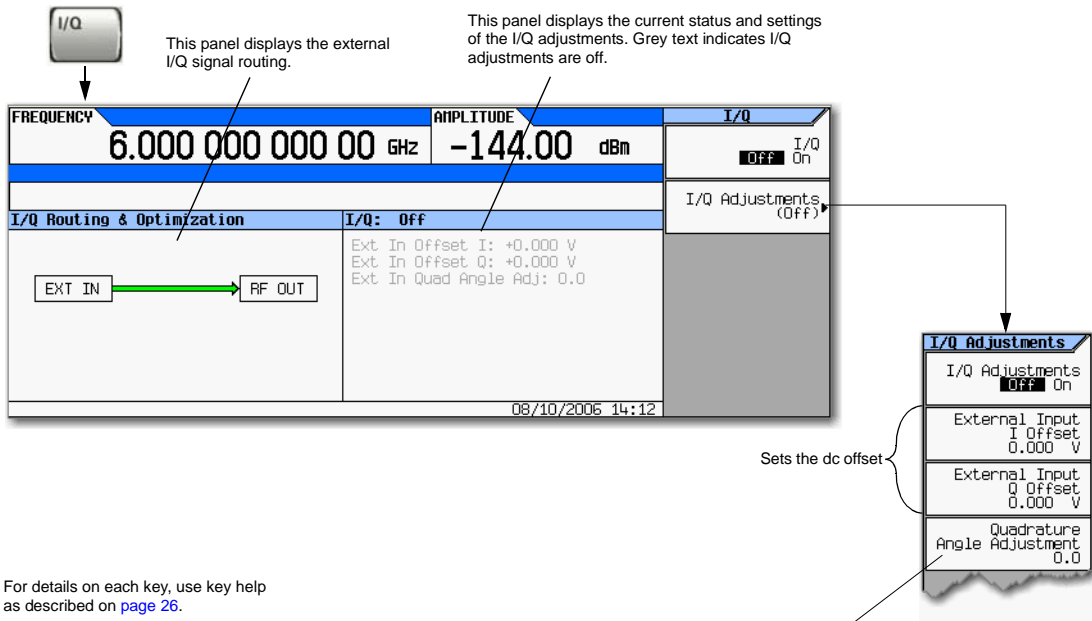 I/Q
This panel displays the external
I/Q signal routing.
This panel displays the current status and settings
of the I/Q adjustments. Grey text indicates I/Q
adjustments are off.
FREQUENCY
6.000 000 000 00 GHz
AMPLITUDE
-144.00 dBm
I/Q
I/Q
Off On
I/Q Adjustments
(Off)
I/Q Routing & Optimization
I/Q: Off
Ext In Offset I: +0.000 V
Ext In Offset Q: +0.000 V
Ext In Quad Angle Adj: 0.0
EXT IN
RF OUT
08/10/2006 14:12
I/Q Adjustments
I/Q Adjustments
Off On
Sets the dc offset
External Input
I Offset
0.000 V
External Input
Q Offset
0.000 V
Quadrature
Angle Adjustment
0.0
For details on each key, use key help
as described on page 26.